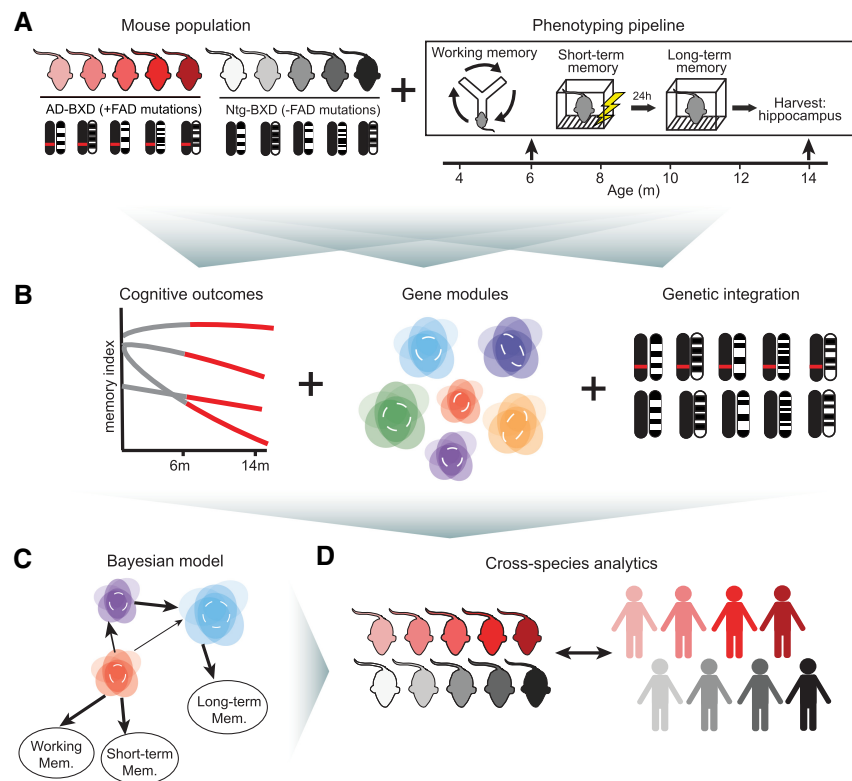 A
Mouse population
AD-BXD (+FAD mutations)
Ntg-BXD (-FAD mutations)
+
Phenotyping pipeline
Working memory
Short-term
memory
24h
Long-term
memory
Harvest:
hippocampus
4 6 8 10 12 14
Age (m)
B
Cognitive outcomes
memory index
6m 14m
+
Gene modules
+
Genetic integration
C
Bayesian model
Long-term
Mem.
Working
Mem.
Short-term
Mem.
D
Cross-species analytics